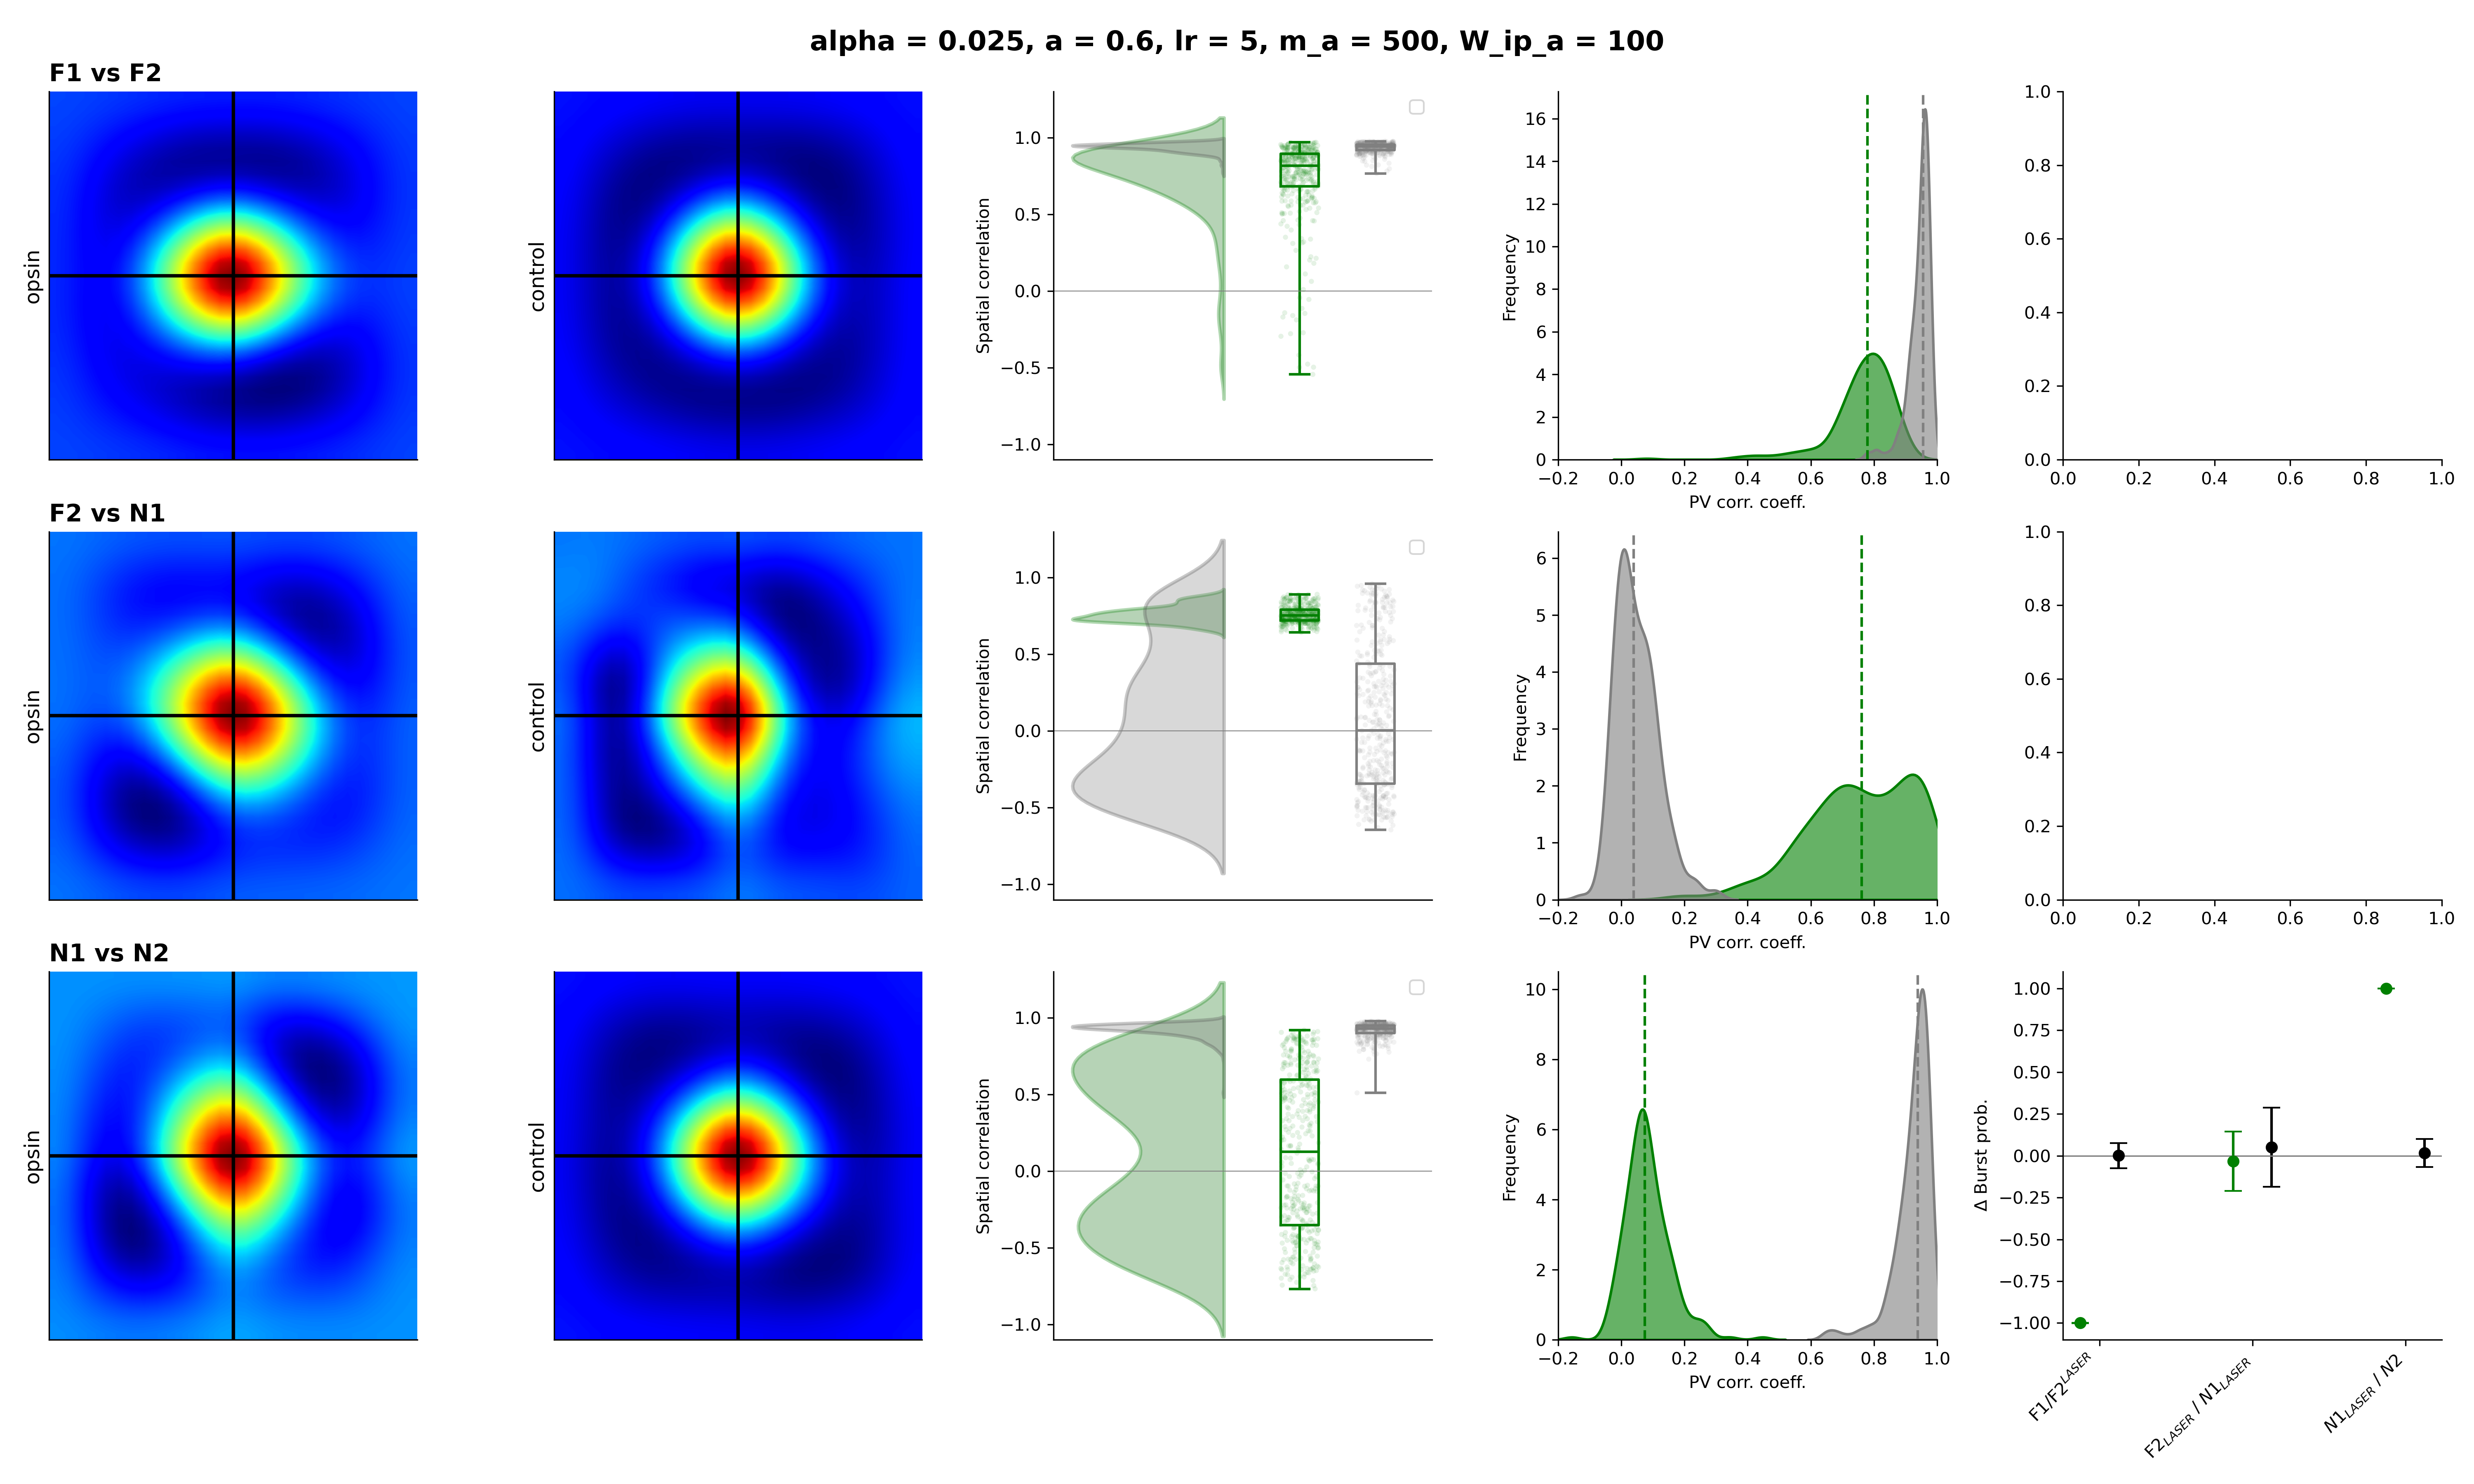 alpha = 0.025, a = 0.6, lr = 5, m_a = 500, W_ip_a = 100
F1 vs F2
opsin
control
Spatial correlation
1.0
0.5
0.0
−0.5
−1.0
Frequency
16
14
12
10
8
6
4
2
0
−0.2 0.0 0.2 0.4 0.6 0.8 1.0
PV corr. coeff.
1.0
0.8
0.6
0.4
0.2
0.0
0.0 0.2 0.4 0.6 0.8 1.0
F2 vs N1
opsin
control
Spatial correlation
1.0
0.5
0.0
−0.5
−1.0
Frequency
6
5
4
3
2
1
0
−0.2 0.0 0.2 0.4 0.6 0.8 1.0
PV corr. coeff.
1.0
0.8
0.6
0.4
0.2
0.0
0.0 0.2 0.4 0.6 0.8 1.0
N1 vs N2
opsin
control
Spatial correlation
1.0
0.5
0.0
−0.5
−1.0
Frequency
10
8
6
4
2
0
−0.2 0.0 0.2 0.4 0.6 0.8 1.0
PV corr. coeff.
Δ Burst prob.
1.00
0.75
0.50
0.25
0.00
−0.25
−0.50
−0.75
−1.00
F1/F2^LASER
F2_LASER / N1_LASER
N1_LASER / N2